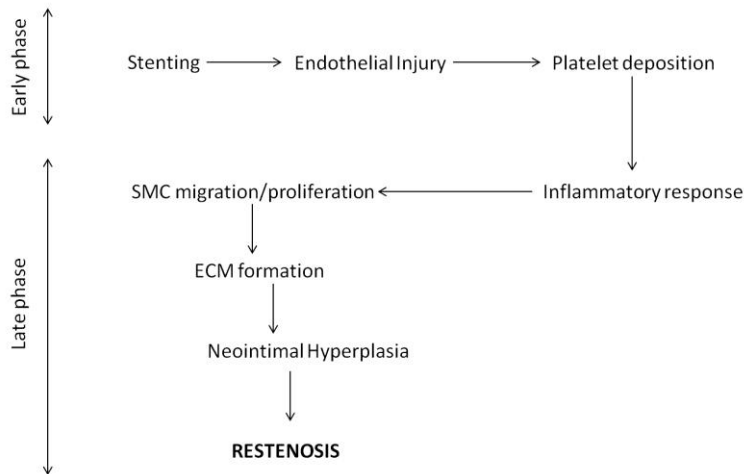 Early phase
Stenting
Endothelial Injury
Platelet deposition
Late phase
SMC migration/proliferation
Inflammatory response
ECM formation
Neointimal Hyperplasia
RESTENOSIS